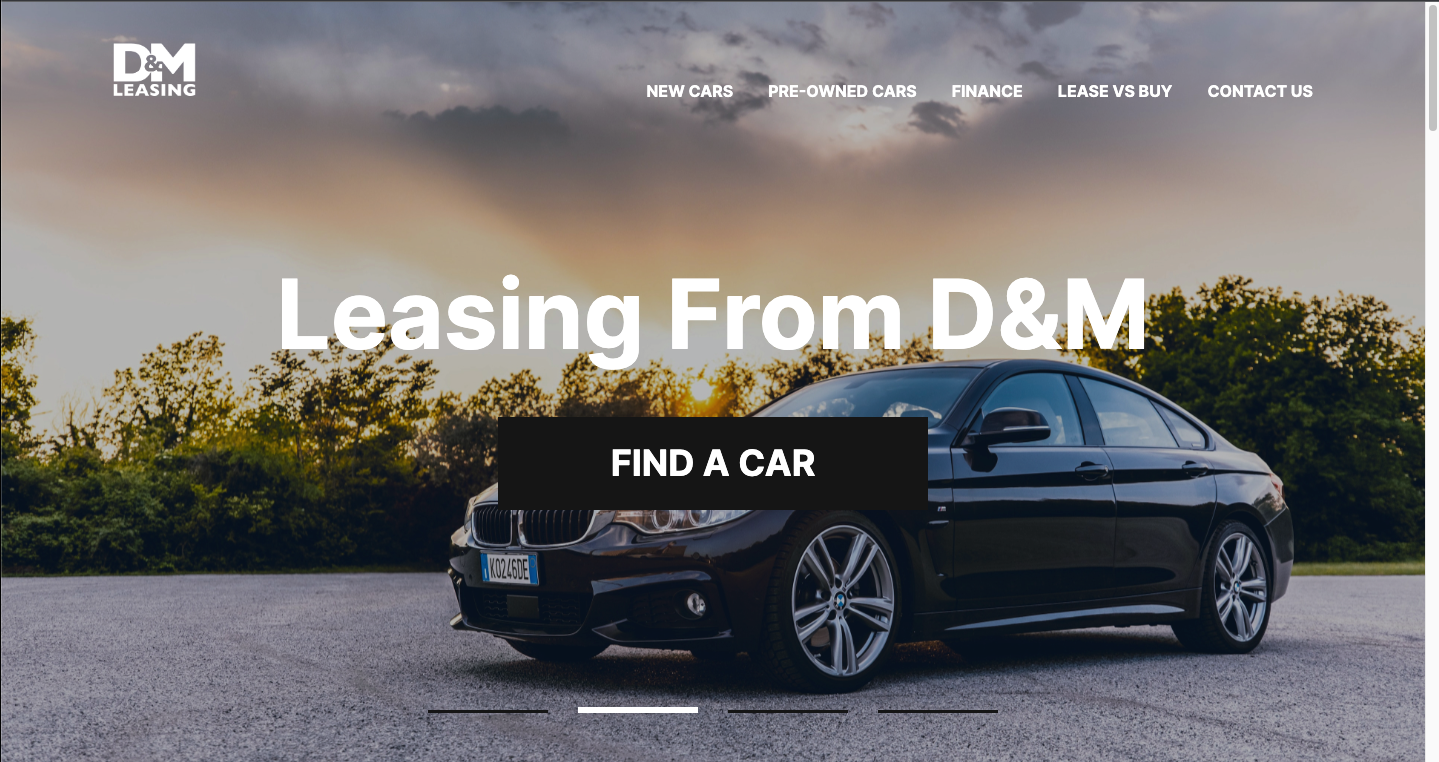 D&M
LEASING
NEW CARS PRE-OWNED CARS FINANCE LEASE VS BUY CONTACT US
Leasing From D&M
FIND A CAR
KO246DE